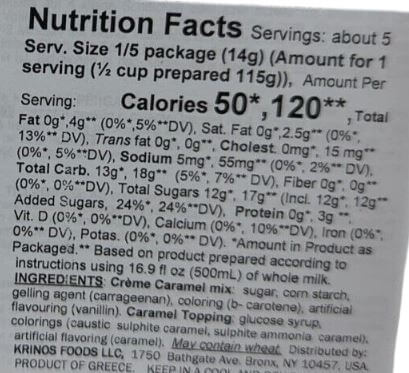 Nutrition Facts Servings: about 5
Serv. Size 1/5 package (14g) (Amount for 1
serving (½ cup prepared 115g)), Amount Per
Serving: Calories 50*,120**, Total
Fat 0g*,4g** (0%*,5%**DV), Sat. Fat 0g*,2.5g** (0%*,
13%** DV), Trans fat 0g*, 0g**, Cholest. 0mg*, 15 mg**
(0%*, 5%**DV), Sodium 5mg*, 55mg** (0%*, 2%** DV),
Total Carb. 13g*, 18g** (5%*, 7%** DV), Fiber 0g*, 0g**
(0%*, 0%**DV), Total Sugars 12g*, 17g** (Incl. 12g*, 12g**
Added Sugars, 24%*, 24%**DV), Protein 0g*, 3g **,
Vit. D (0%*, 0%**DV), Calcium (0%*, 10%**DV), Iron (0%*,
0%** DV), Potas. (0%*, 0%** DV). *Amount in Product as
Packaged.** Based on product prepared according to
instructions using 16.9 fl oz (500mL) of whole milk.
INGREDIENTS: Crème Caramel mix: sugar, corn starch,
gelling agent (carrageenan), coloring (b- carotene), artificial
flavouring (vanillin). Caramel Topping: glucose syrup,
colorings (caustic sulphite caramel, sulphite ammonia caramel),
artificial flavoring (caramel). May contain wheat. Distributed by:
KRINOS FOODS LLC, 1750 Bathgate Ave. Bronx, NY 10457, USA.
PRODUCT OF GREECE. KEEP IN A COOL AND